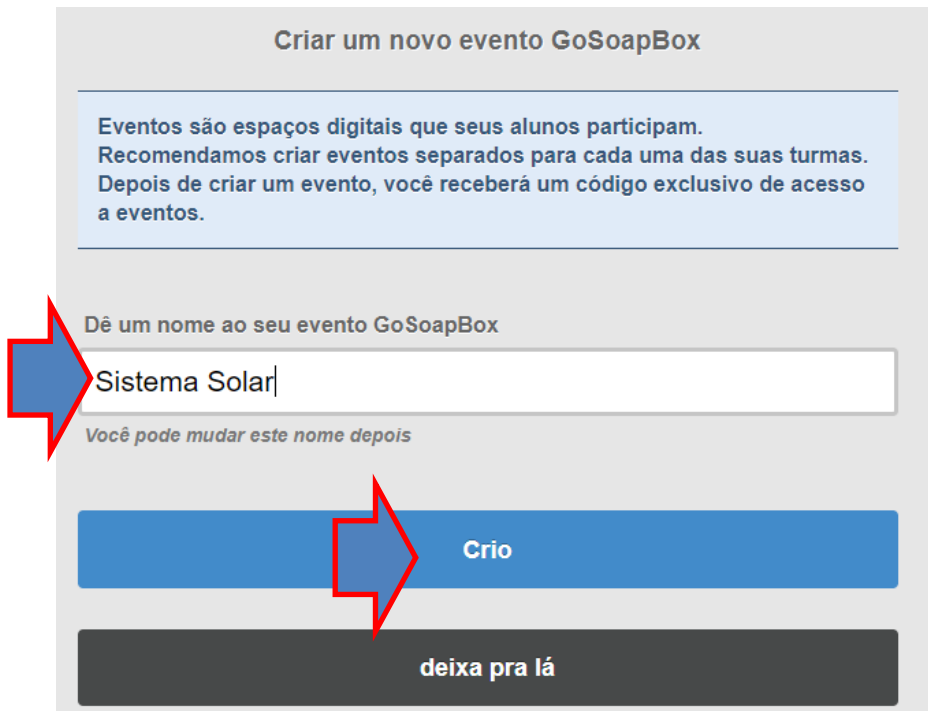 Criar um novo evento GoSoapBox
Eventos são espaços digitais que seus alunos participam.
Recomendamos criar eventos separados para cada uma das suas turmas.
Depois de criar um evento, você receberá um código exclusivo de acesso
a eventos.
Dê um nome ao seu evento GoSoapBox
Sistema Solar
Você pode mudar este nome depois
Crio
deixa pra lá